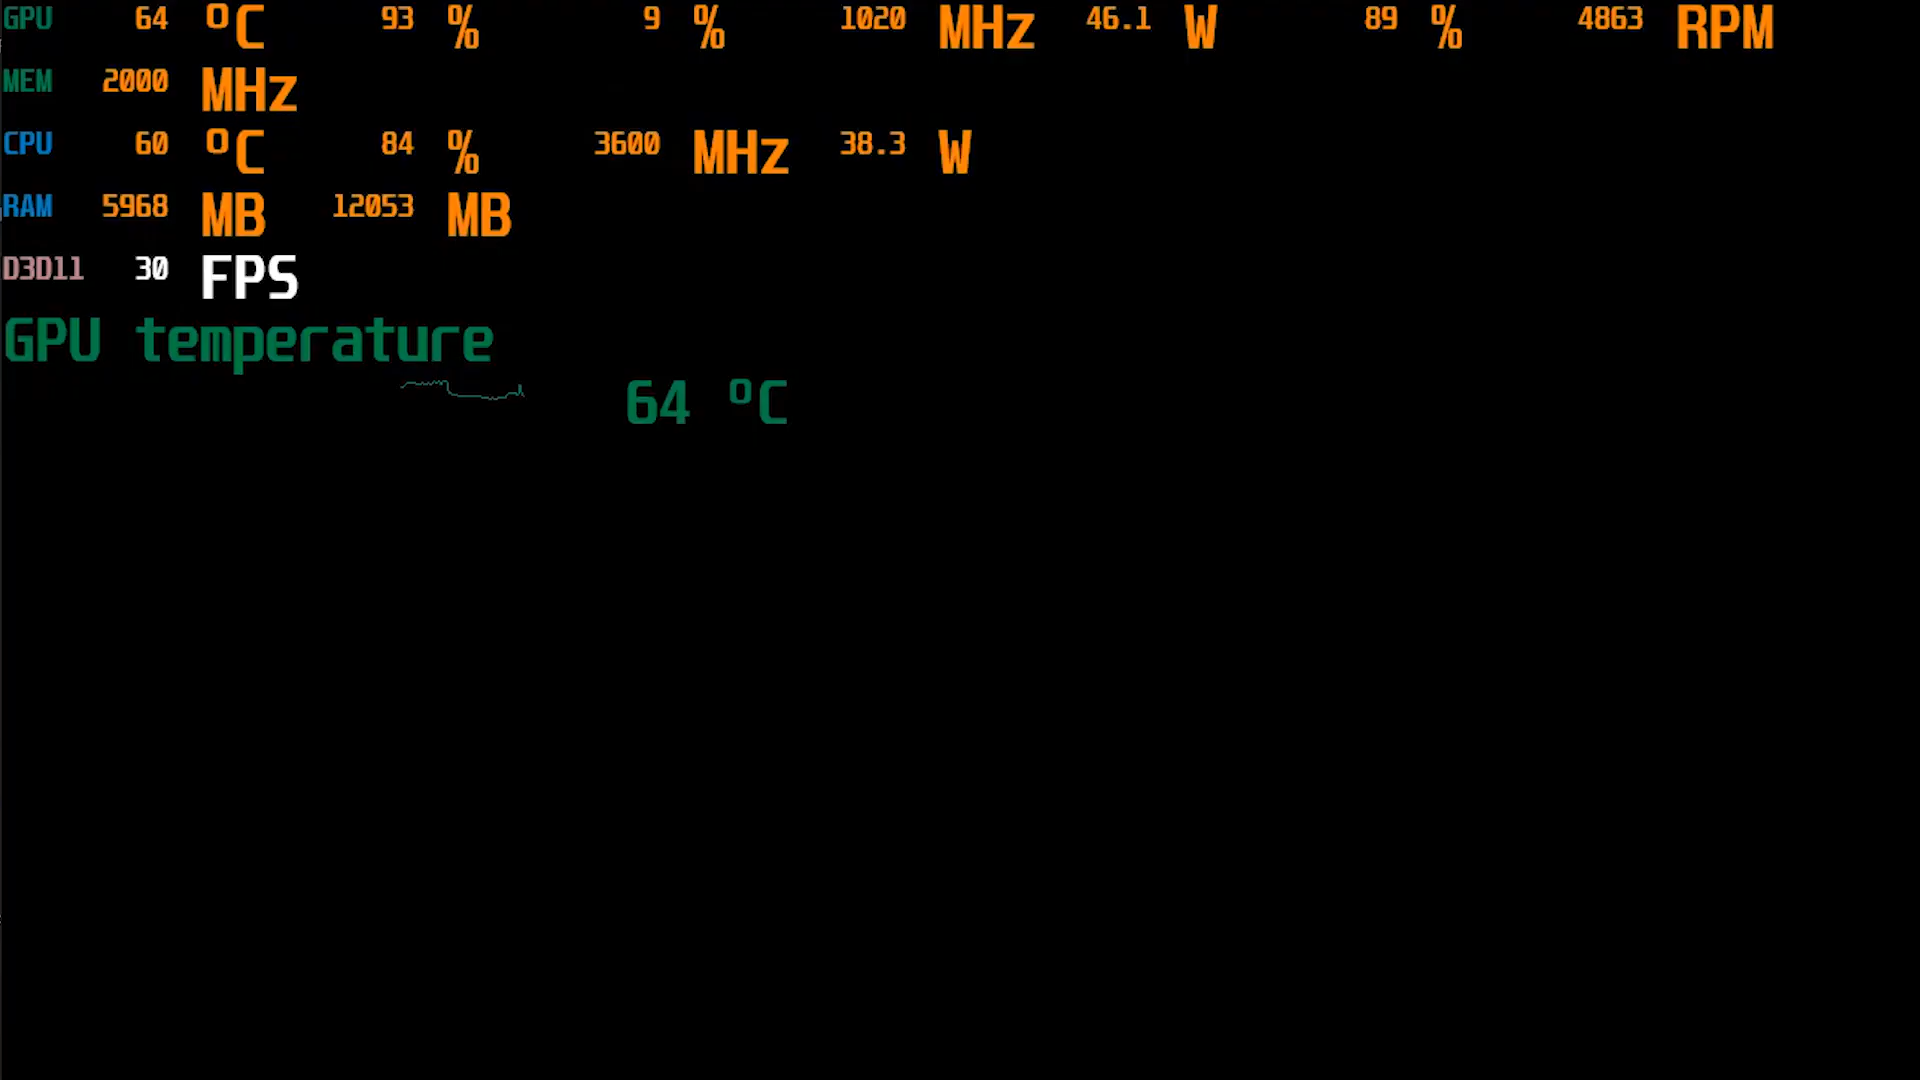 GPU 64 °C 93 % 9 % 1020 MHz 46.1 W 89 % 4863 RPM
MEM 2000 MHz
CPU 60 °C 84 % 3600 MHz 38.3 W
RAM 5968 MB 12053 MB
D3D11 30 FPS
GPU temperature
64 °C